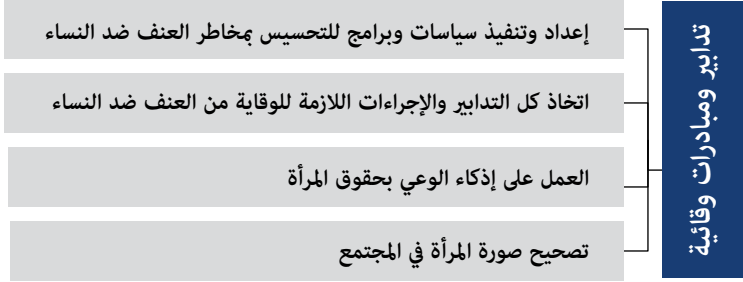 تدابير ومبادرات وقائية
إعداد وتنفيذ سياسات وبرامج للتحسيس بمخاطر العنف ضد النساء
اتخاذ كل التدابير والإجراءات اللازمة للوقاية من العنف ضد النساء
العمل على إذكاء الوعي بحقوق المرأة
تصحيح صورة المرأة في المجتمع